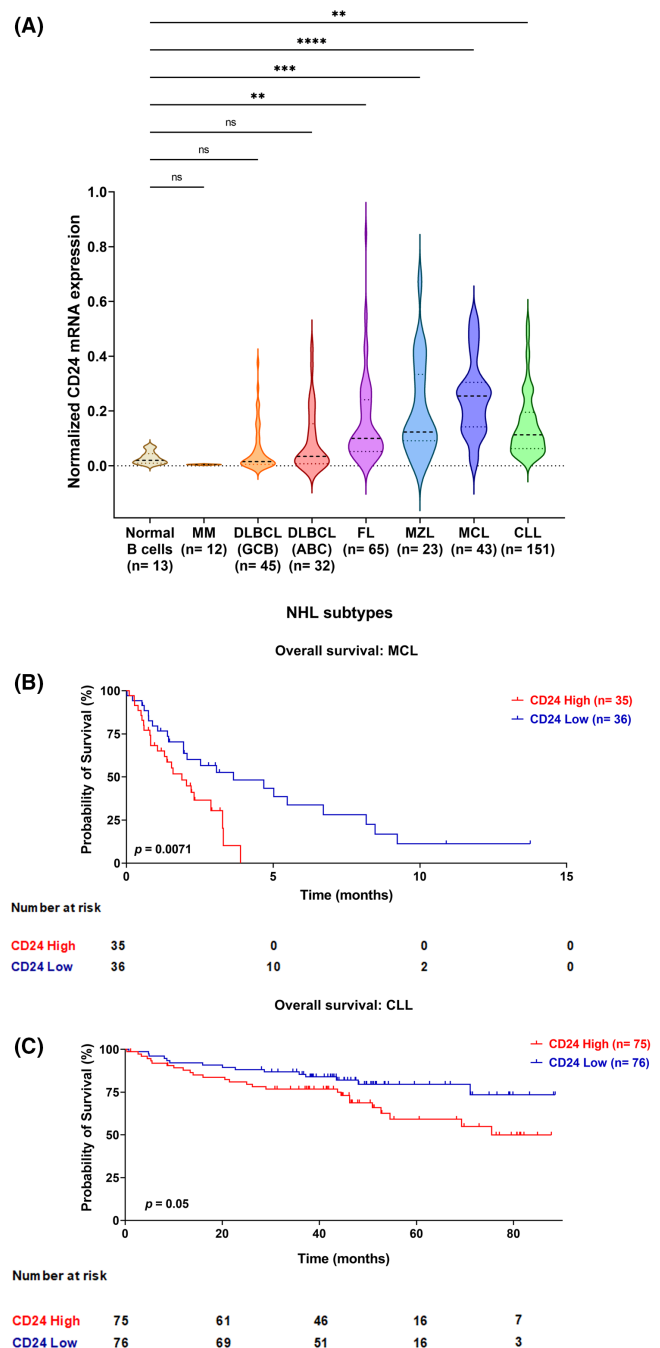 (A)
**
****
***
**
ns
ns
ns
Normalized CD24 mRNA expression
1.0
0.8
0.6
0.4
0.2
0.0
Normal B cells (n= 13)
MM (n= 12)
DLBCL (GCB) (n= 45)
DLBCL (ABC) (n= 32)
FL (n= 65)
MZL (n= 23)
MCL (n= 43)
CLL (n= 151)
NHL subtypes
Overall survival: MCL
(B)
Probability of Survival (%)
100
75
50
25
0
CD24 High (n= 35)
CD24 Low (n= 36)
p = 0.0071
0 5 10 15
Time (months)
Number at risk
CD24 High 35 0 0 0
CD24 Low 36 10 2 0
Overall survival: CLL
(C)
Probability of Survival (%)
100
75
50
25
0
CD24 High (n= 75)
CD24 Low (n= 76)
p = 0.05
0 20 40 60 80
Time (months)
Number at risk
CD24 High 75 61 46 16 7
CD24 Low 76 69 51 16 3